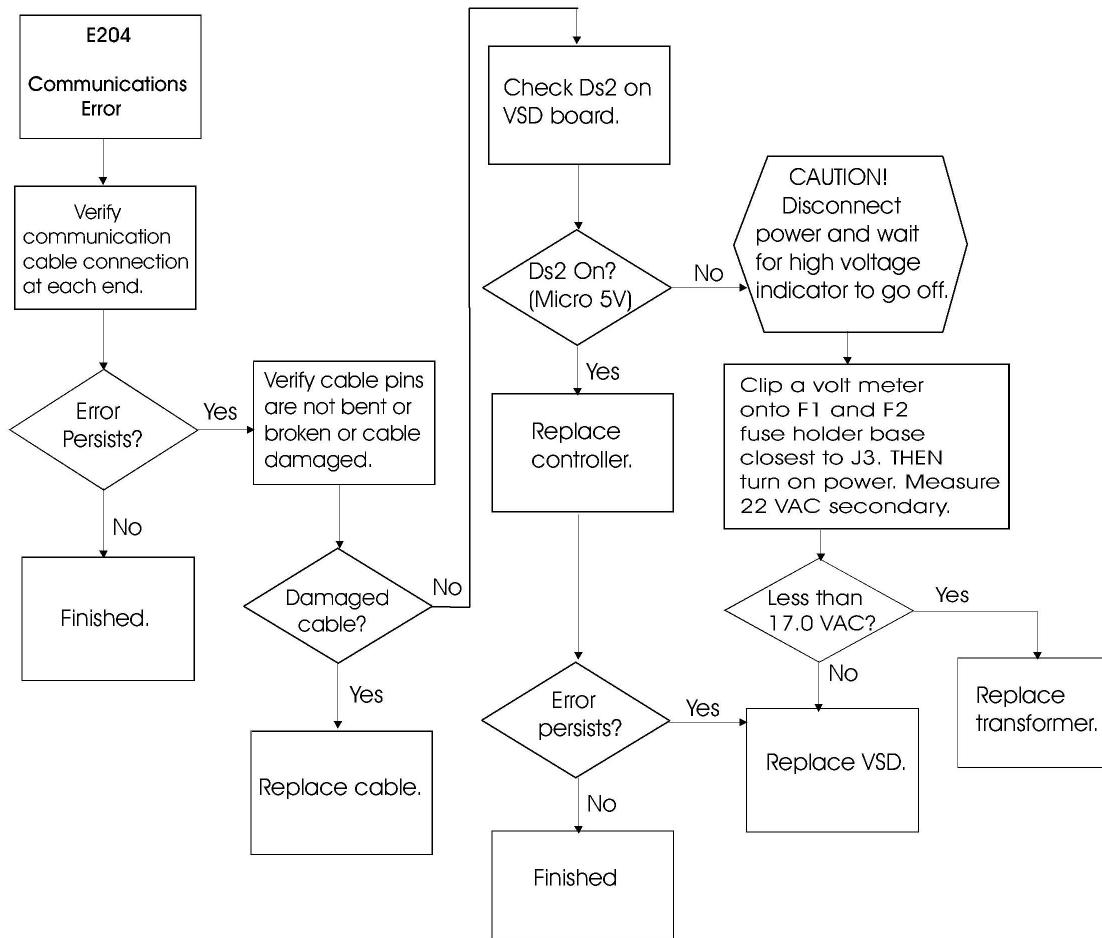 E204
Communications
Error
Verify
communication
cable connection
at each end.
Error
Persists?
Yes
No
Finished.
Verify cable pins
are not bent or
broken or cable
damaged.
Damaged
cable?
No
Yes
Replace cable.
Check Ds2 on
VSD board.
Ds2 On?
(Micro 5V)
No
Yes
Replace
controller.
Error
persists?
Yes
No
Finished
CAUTION!
Disconnect
power and wait
for high voltage
indicator to go off.
Clip a volt meter
onto F1 and F2
fuse holder base
closest to J3. THEN
turn on power. Measure
22 VAC secondary.
Less than
17.0 VAC?
Yes
No
Replace VSD.
Replace
transformer.